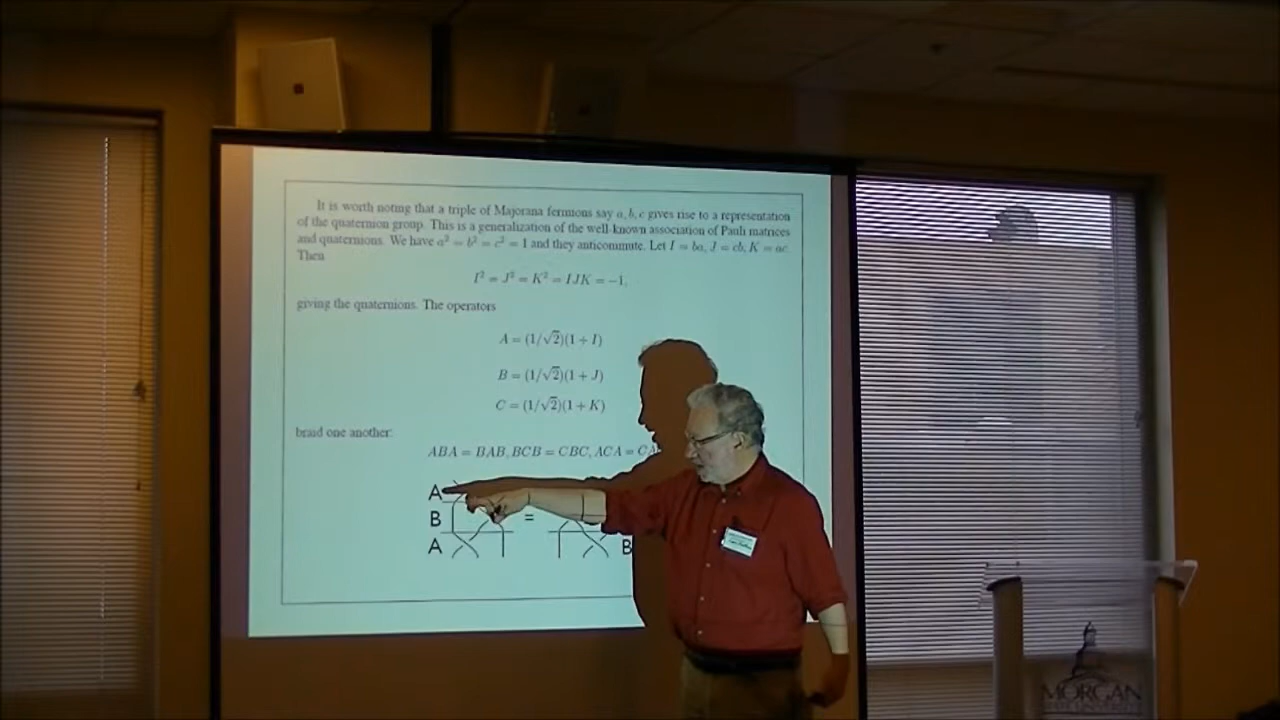 It is worth noting that a triple of Majorana fermions say a, b, c gives rise to a representation
of the quaternion group. This is a generalization of the well-known association of Pauli matrices
and quaternions. We have a² = b² = c² = 1 and they anticommute. Let I = ba, J = cb, K = ac.
Then
I² = J² = K² = IJK = −1,
giving the quaternions. The operators
A = (1/√2)(1 + I)
B = (1/√2)(1 + J)
C = (1/√2)(1 + K)
braid one another:
ABA = BAB, BCB = CBC, ACA = CA
A
B =
A B
MORGAN